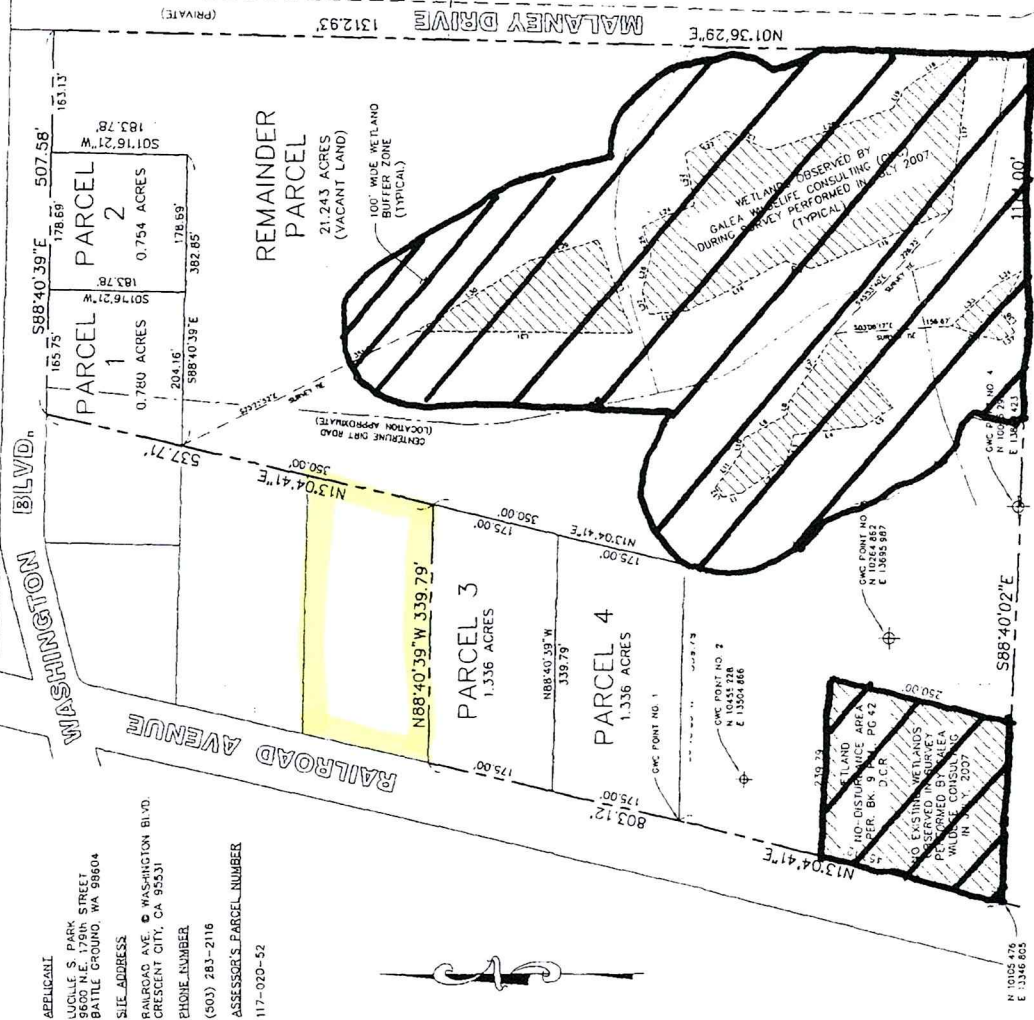 APPLICANT
LUCILLE S. PARK
9600 N.E. 179th STREET
BATTLE GROUND, WA 98604
SITE ADDRESS
RAILROAD AVE. @ WASHINGTON BLVD.
CRESCENT CITY, CA 95531
PHONE NUMBER
(503) 283-2116
ASSESSOR'S PARCEL NUMBER
117-020-52
WASHINGTON BLVD.
RAILROAD AVENUE
MALANEY DRIVE
(PRIVATE)
1312.93'
N01°36'29"E
S88°40'39"E 507.58'
165.75'
178.69'
163.13'
PARCEL
1
0.780 ACRES
204.16'
S88°40'39"E
382.85'
S01°16'21"W
183.78'
PARCEL
2
0.754 ACRES
178.69'
S01°16'21"W
183.78'
REMAINDER
PARCEL
21.243 ACRES
(VACANT LAND)
100' WIDE WETLAND
BUFFER ZONE
(TYPICAL)
WETLANDS OBSERVED BY
GALEA WILDLIFE CONSULTING (GWC)
DURING SURVEY PERFORMED IN JULY 2007
(TYPICAL)
CENTERLINE DIRT ROAD
(LOCATION APPROXIMATE)
SURVEY TIE
SURVEY TIE
SURVEY TIE
156.67'
537.71'
N13°04'41"E
350.00'
N88°40'39"W 339.79'
PARCEL 3
1.336 ACRES
175.00'
175.00'
350.00'
N13°04'41"E
N88°40'39"W
339.79'
PARCEL 4
1.336 ACRES
175.00'
175.00'
803.12'
N13°04'41"E
GWC POINT NO. 1
GWC POINT NO. 2
N 10455.228
E 13504.866
GWC POINT NO
N 10264.862
E 13695.987
GWC POINT NO. 4
S88°40'02"E
239.79
250.00'
WETLAND
NO-DISTURBANCE AREA
PER. BK. 9 P.M., PG 42
D.C.R.
NO EXISTING WETLANDS
OBSERVED IN SURVEY
PERFORMED BY GALEA
WILDLIFE CONSULTING
IN JULY 2007
N 10105.476
E 13346.805